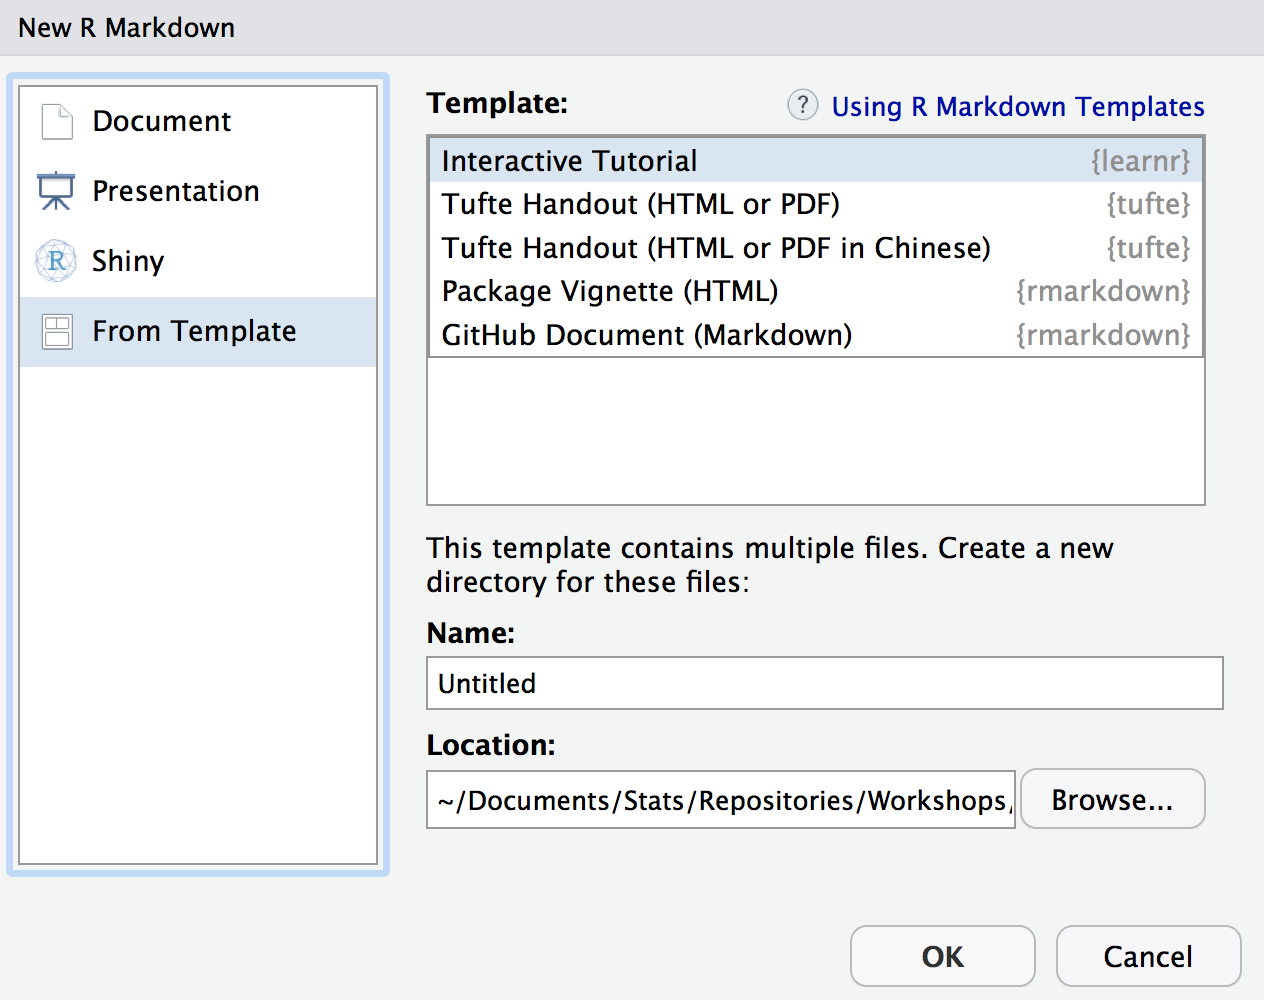 New R Markdown
Document
Presentation
R
Shiny
From Template
Template:
? Using R Markdown Templates
Interactive Tutorial {learnr}
Tufte Handout (HTML or PDF) {tufte}
Tufte Handout (HTML or PDF in Chinese) {tufte}
Package Vignette (HTML) {rmarkdown}
GitHub Document (Markdown) {rmarkdown}
This template contains multiple files. Create a new
directory for these files:
Name:
Untitled
Location:
~/Documents/Stats/Repositories/Workshops/
Browse...
OK
Cancel